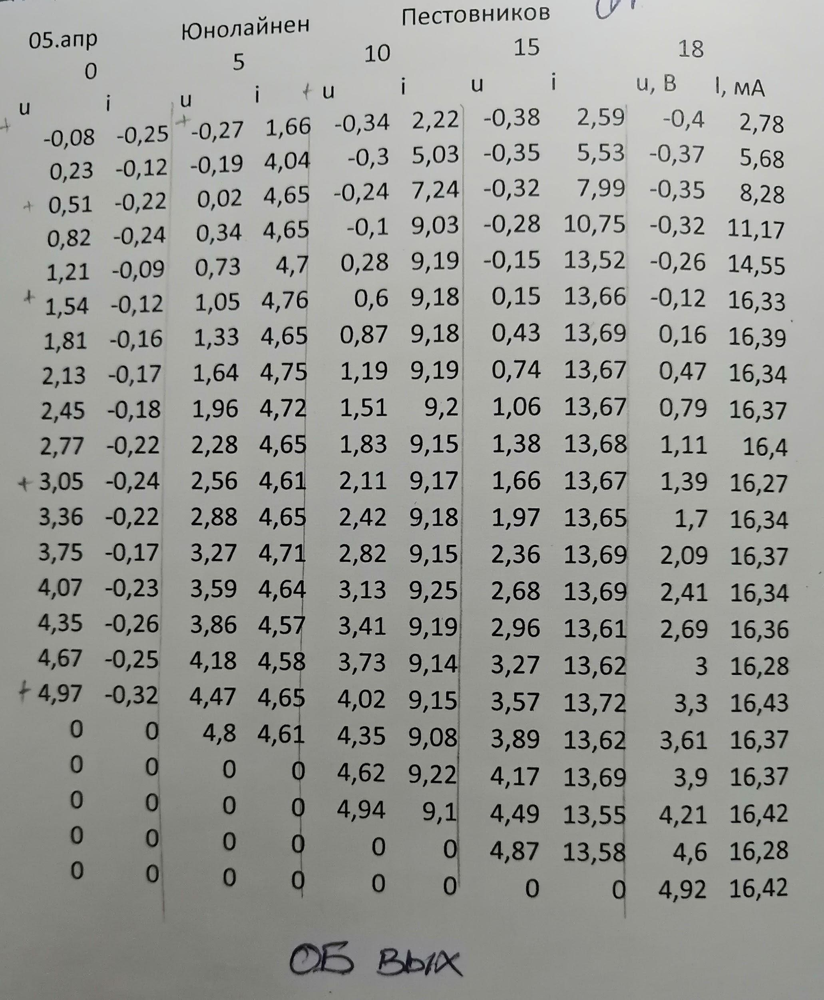 05.апр Юнолайнен Пестовников
0 5 10 15 18
u i u i + u i u i u, В I, мА
+ -0,08 -0,25 + -0,27 1,66 -0,34 2,22 -0,38 2,59 -0,4 2,78
0,23 -0,12 -0,19 4,04 -0,3 5,03 -0,35 5,53 -0,37 5,68
+ 0,51 -0,22 0,02 4,65 -0,24 7,24 -0,32 7,99 -0,35 8,28
0,82 -0,24 0,34 4,65 -0,1 9,03 -0,28 10,75 -0,32 11,17
1,21 -0,09 0,73 4,7 0,28 9,19 -0,15 13,52 -0,26 14,55
+ 1,54 -0,12 1,05 4,76 0,6 9,18 0,15 13,66 -0,12 16,33
1,81 -0,16 1,33 4,65 0,87 9,18 0,43 13,69 0,16 16,39
2,13 -0,17 1,64 4,75 1,19 9,19 0,74 13,67 0,47 16,34
2,45 -0,18 1,96 4,72 1,51 9,2 1,06 13,67 0,79 16,37
2,77 -0,22 2,28 4,65 1,83 9,15 1,38 13,68 1,11 16,4
+ 3,05 -0,24 2,56 4,61 2,11 9,17 1,66 13,67 1,39 16,27
3,36 -0,22 2,88 4,65 2,42 9,18 1,97 13,65 1,7 16,34
3,75 -0,17 3,27 4,71 2,82 9,15 2,36 13,69 2,09 16,37
4,07 -0,23 3,59 4,64 3,13 9,25 2,68 13,69 2,41 16,34
4,35 -0,26 3,86 4,57 3,41 9,19 2,96 13,61 2,69 16,36
4,67 -0,25 4,18 4,58 3,73 9,14 3,27 13,62 3 16,28
+ 4,97 -0,32 4,47 4,65 4,02 9,15 3,57 13,72 3,3 16,43
0 0 4,8 4,61 4,35 9,08 3,89 13,62 3,61 16,37
0 0 0 0 4,62 9,22 4,17 13,69 3,9 16,37
0 0 0 0 4,94 9,1 4,49 13,55 4,21 16,42
0 0 0 0 0 0 4,87 13,58 4,6 16,28
0 0 0 0 0 0 0 0 4,92 16,42
ОБ ВЫХ